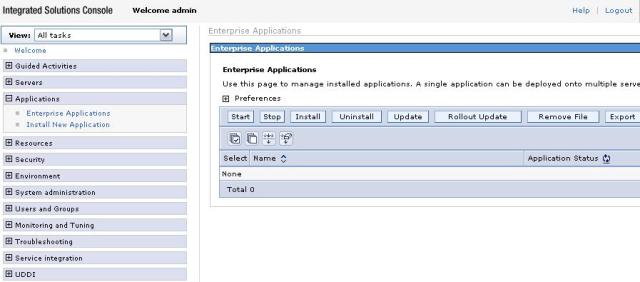 Integrated Solutions Console Welcome admin Help | Logout
View: All tasks
Welcome
Guided Activities
Servers
Applications
Enterprise Applications
Install New Application
Resources
Security
Environment
System administration
Users and Groups
Monitoring and Tuning
Troubleshooting
Service integration
UDDI
Enterprise Applications
Enterprise Applications
Enterprise Applications
Use this page to manage installed applications. A single application can be deployed onto multiple serve
Preferences
Start Stop Install Uninstall Update Rollout Update Remove File Export
Select Name Application Status
None
Total 0